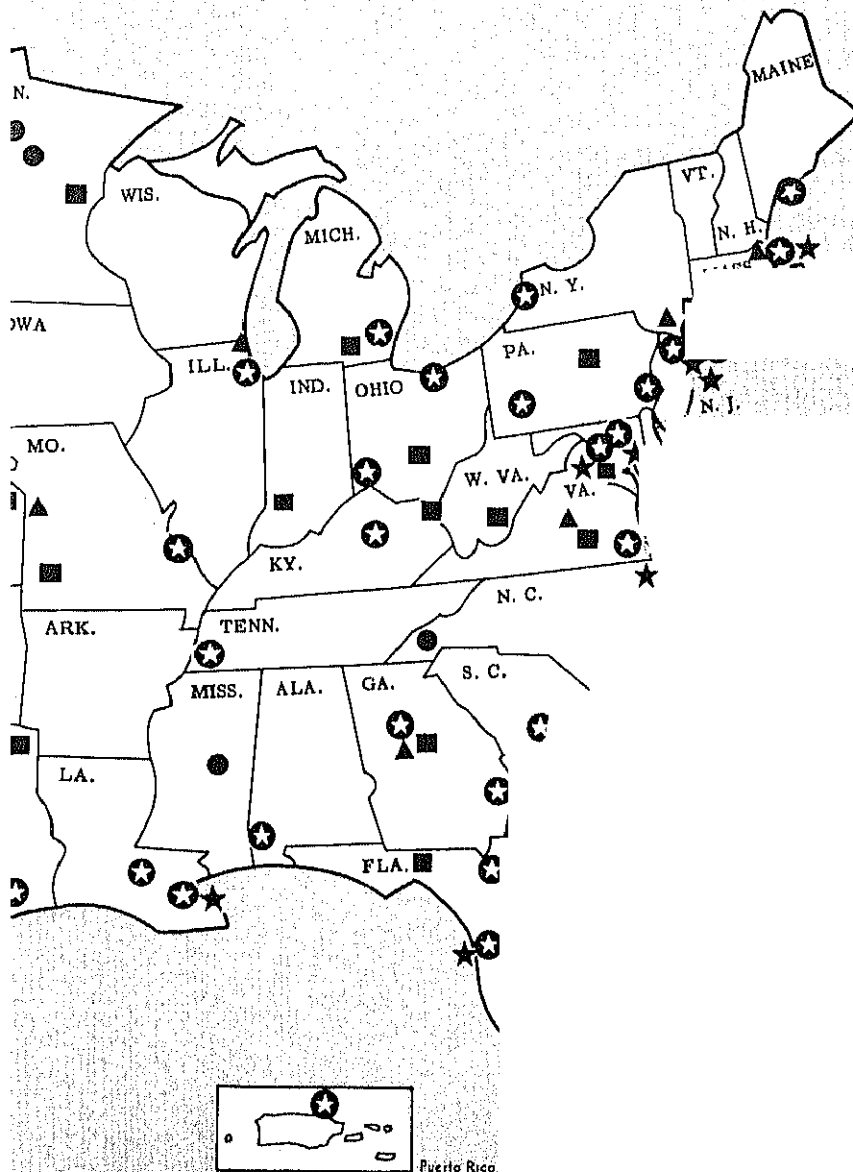 MAINE
N.
VT.
WIS.
N. H.
MICH.
N. Y.
OWA
PA.
ILL.
IND.
OHIO
N. J.
MO.
W. VA.
VA.
KY.
N. C.
TENN.
ARK.
S. C.
MISS.
ALA.
GA.
LA.
FLA.
Puerto Rico